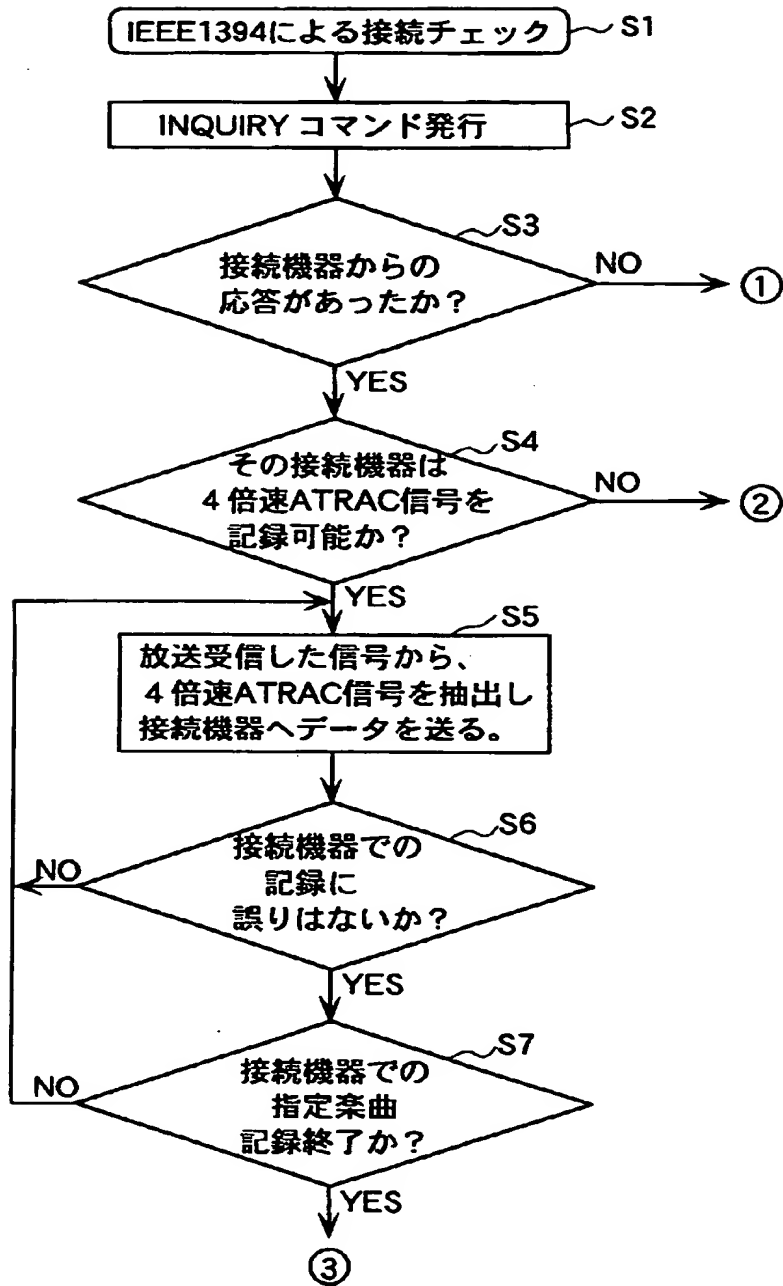 IEEE1394による接続チェック
S1
INQUIRY コマンド発行
S2
S3
接続機器からの
応答があったか？
NO
①
YES
S4
その接続機器は
４倍速ATRAC信号を
記録可能か？
NO
②
YES
S5
放送受信した信号から、
４倍速ATRAC信号を抽出し
接続機器へデータを送る。
S6
接続機器での
記録に
誤りはないか？
NO
YES
S7
接続機器での
指定楽曲
記録終了か？
NO
YES
③